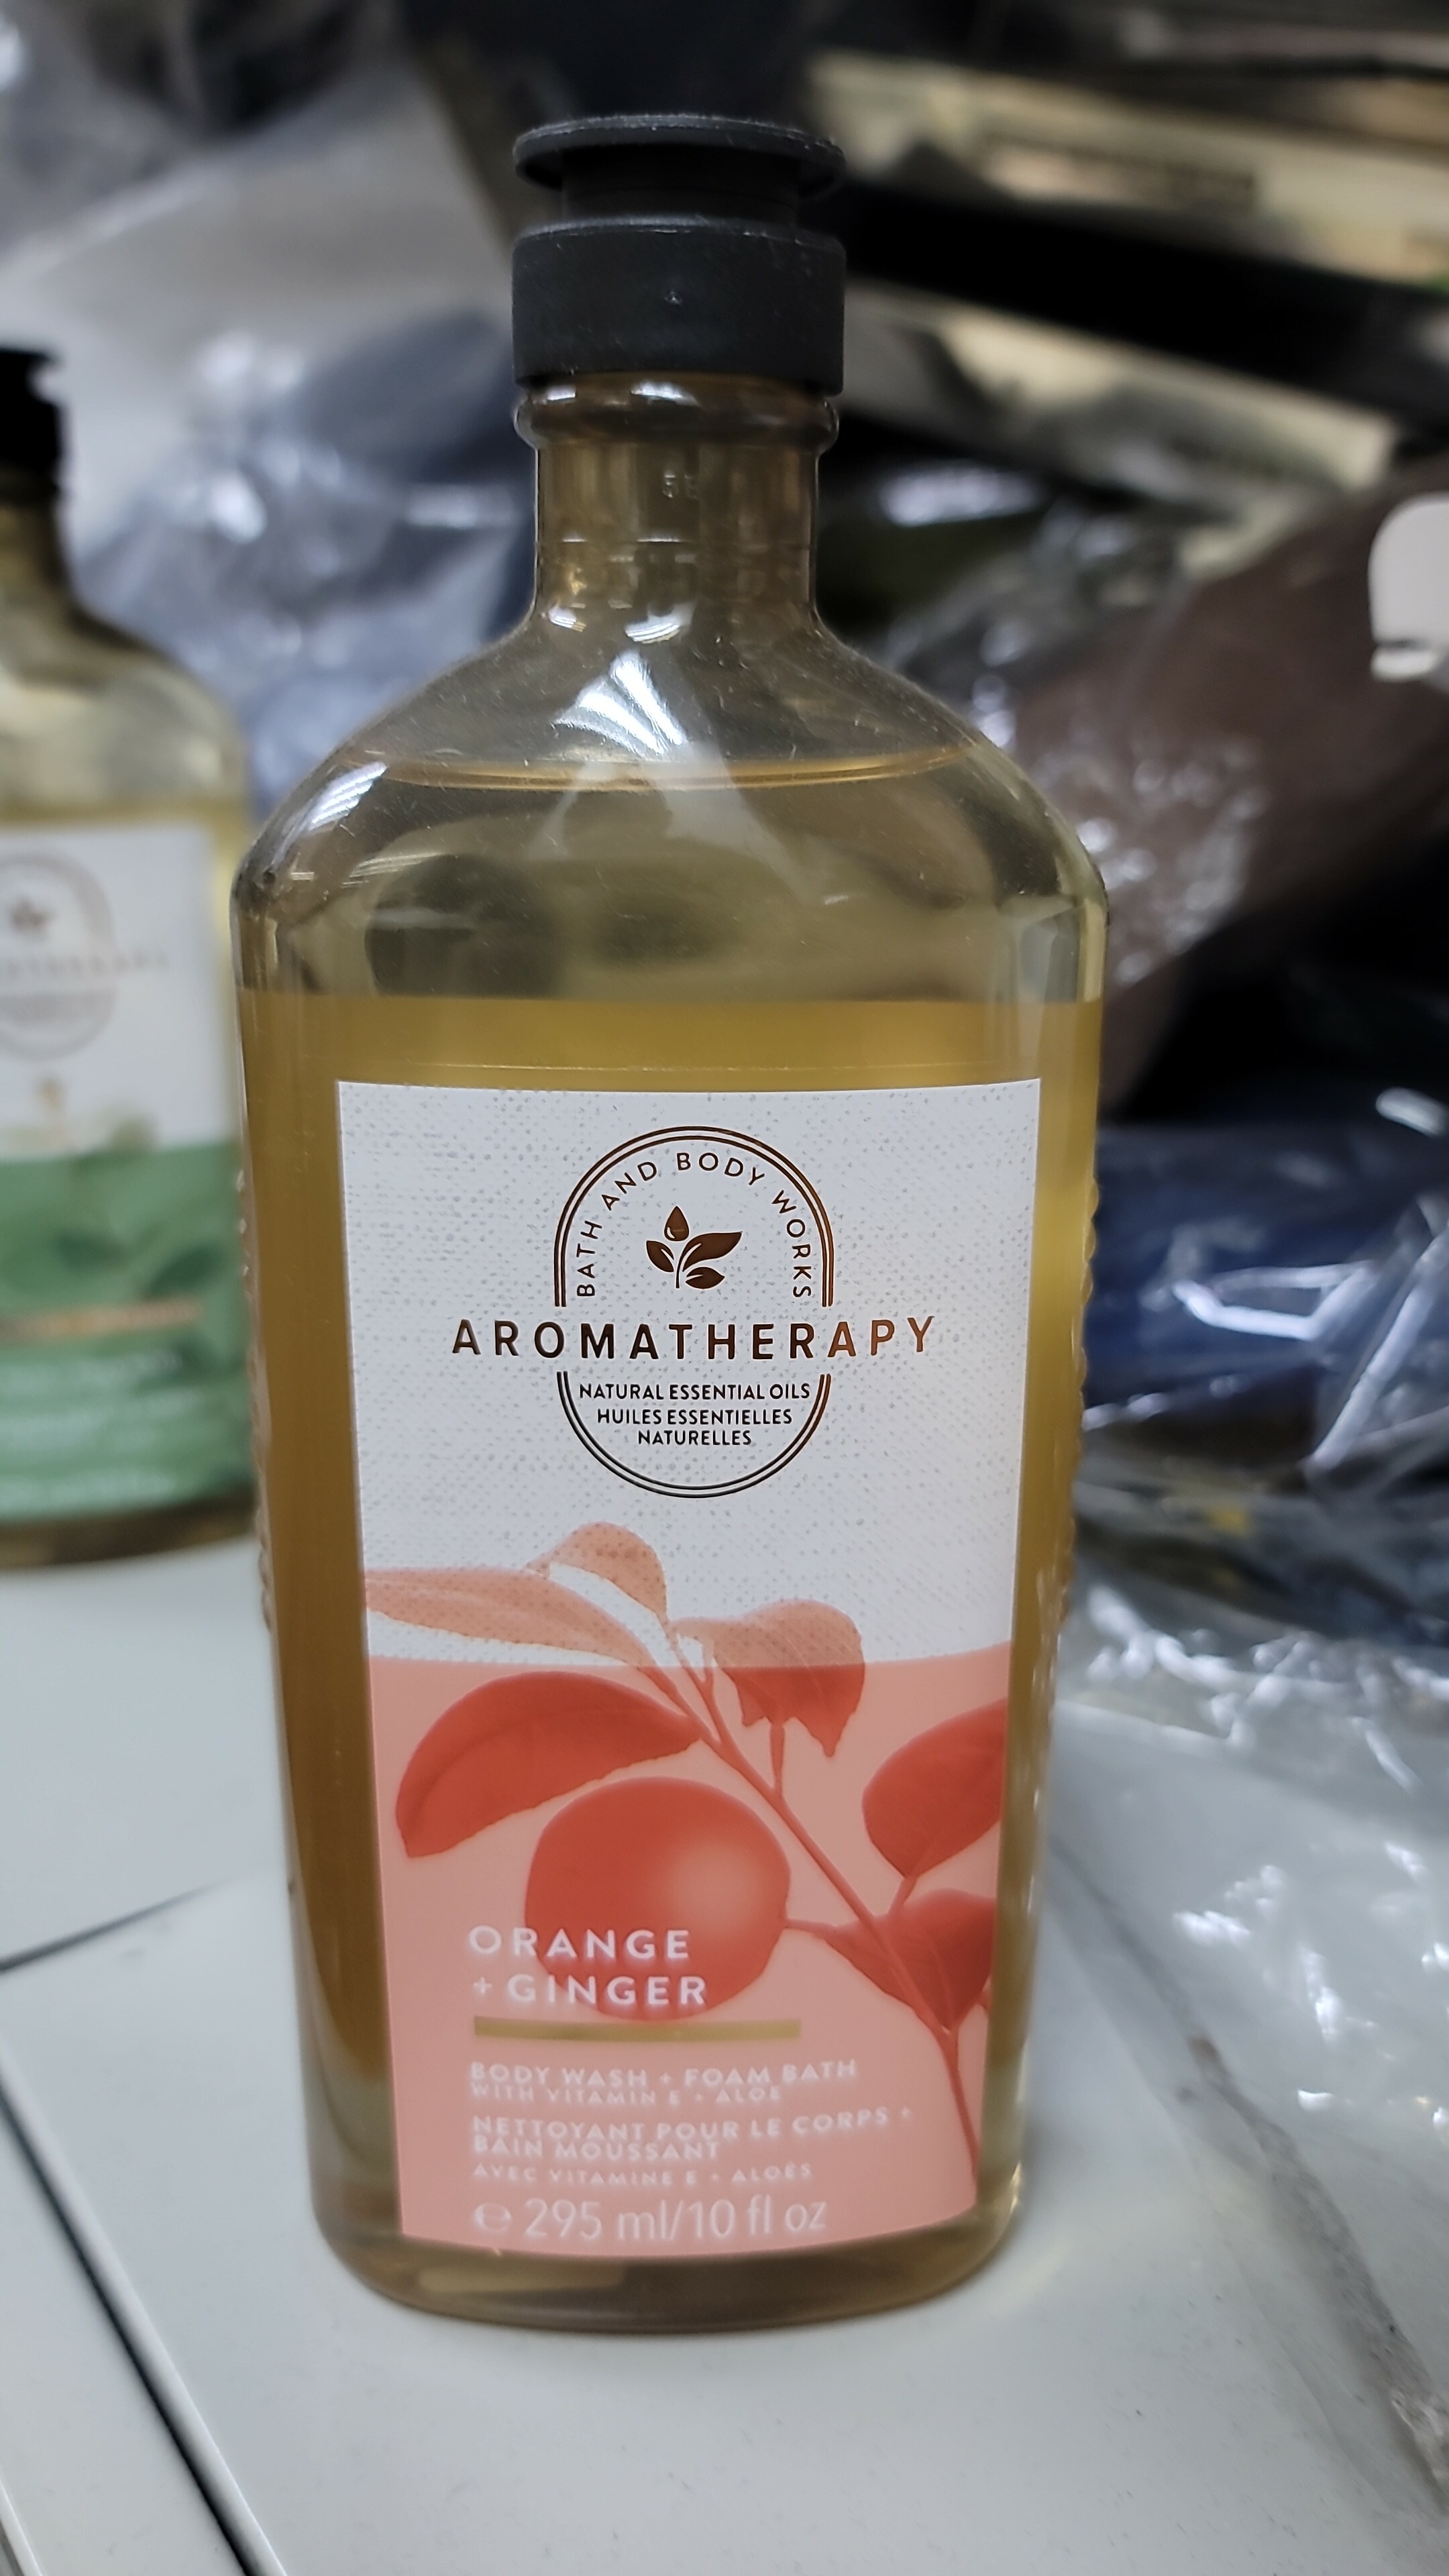 BATH AND BODY WORKS
AROMATHERAPY
NATURAL ESSENTIAL OILS
HUILES ESSENTIELLES
NATURELLES
ORANGE
+ GINGER
BODY WASH + FOAM BATH
WITH VITAMIN E + ALOE
NETTOYANT POUR LE CORPS +
BAIN MOUSSANT
AVEC VITAMINE E + ALOÈS
℮ 295 ml/10 fl oz